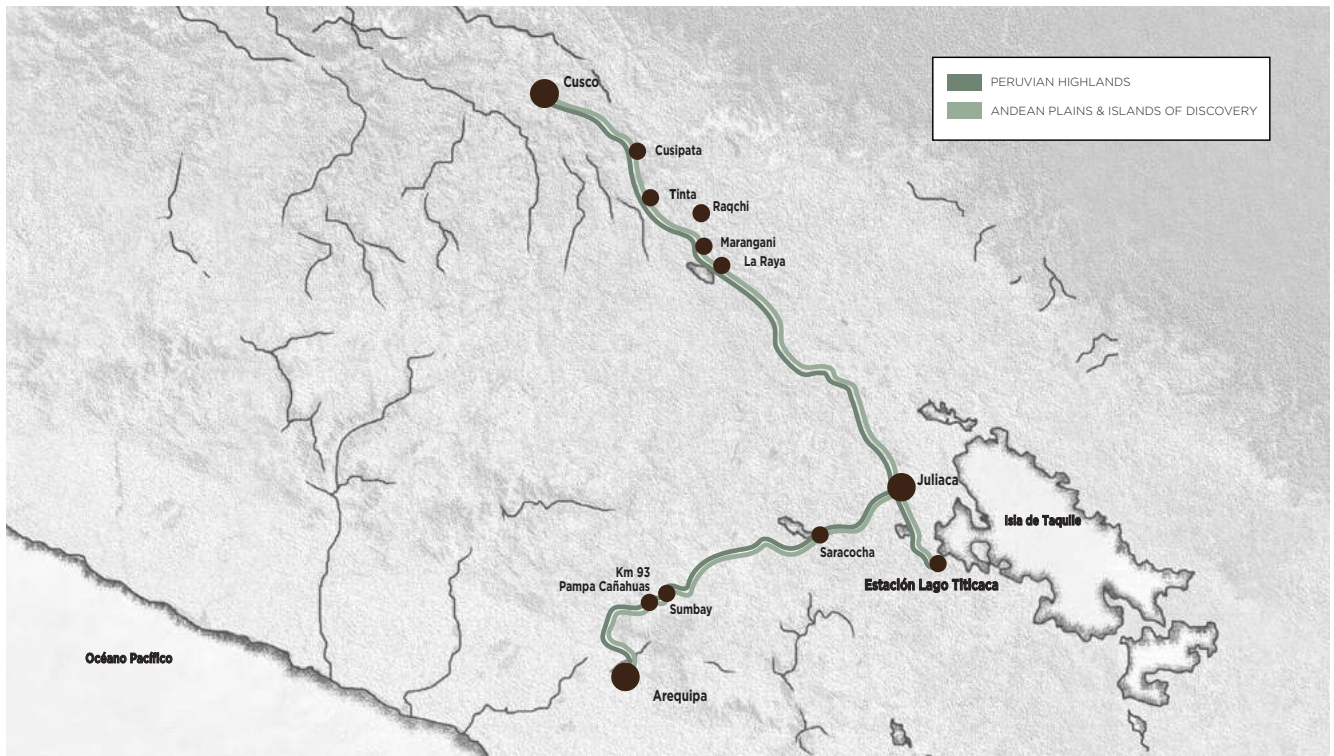 PERUVIAN HIGHLANDS
ANDEAN PLAINS & ISLANDS OF DISCOVERY
Cusco
Cusipata
Tinta
Raqchi
Marangani
La Raya
Juliaca
Isla de Taquile
Saracocha
Estación Lago Titicaca
Km 93
Pampa Cañahuas
Sumbay
Océano Pacífico
Arequipa